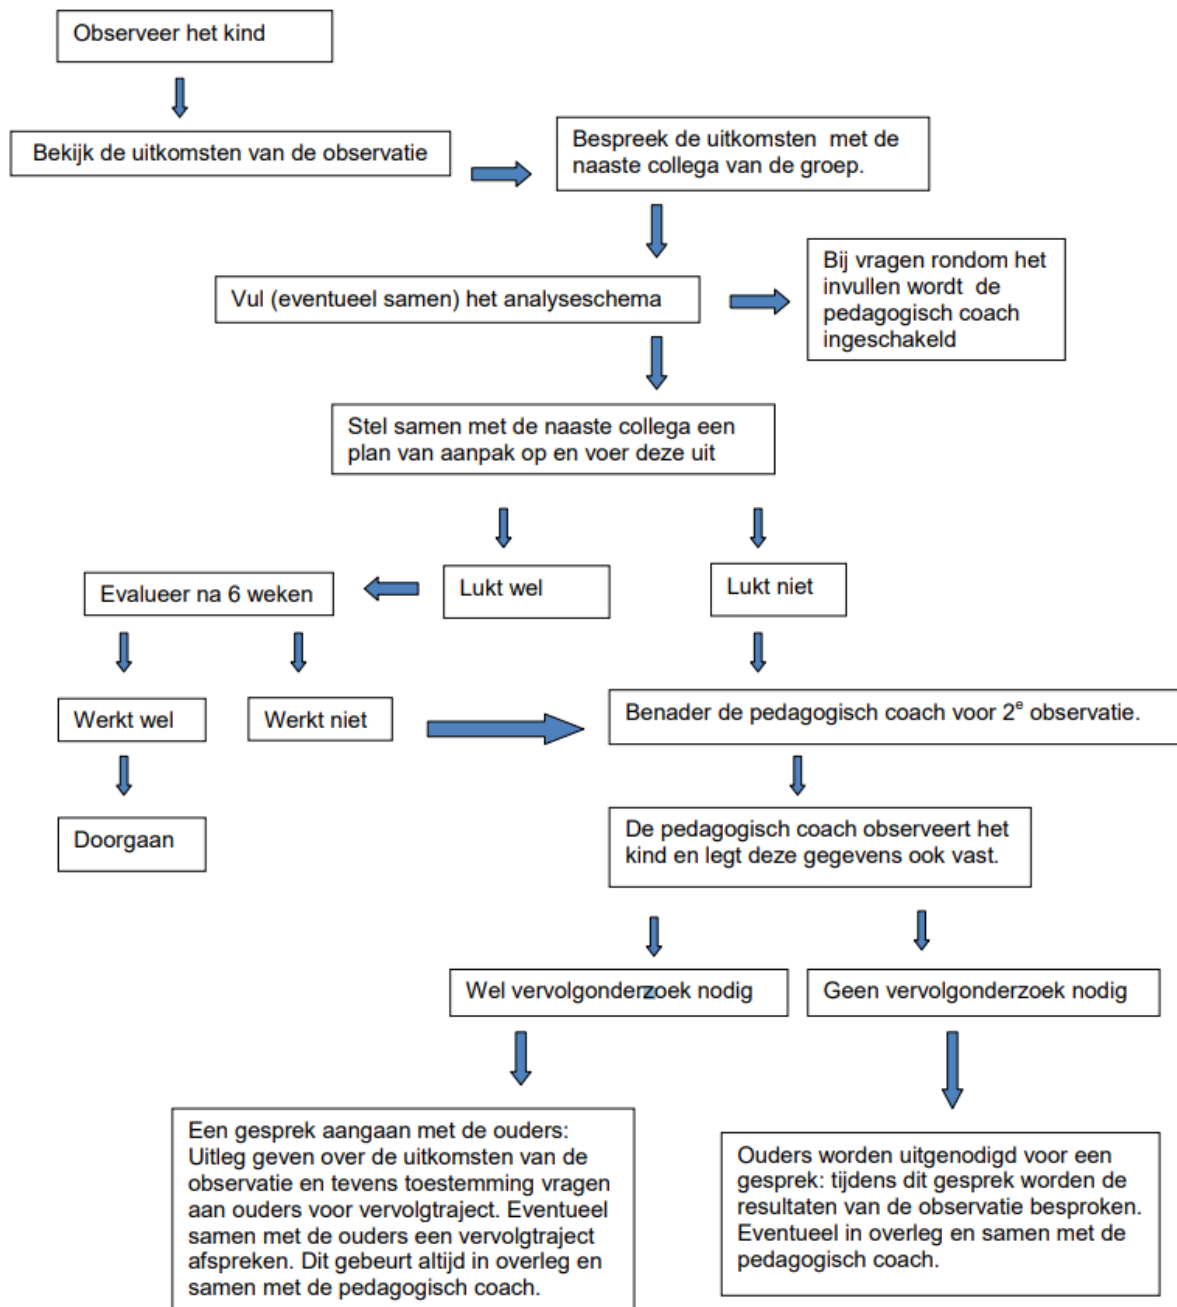 Observeer het kind
Bekijk de uitkomsten van de observatie
Bespreek de uitkomsten met de
naaste collega van de groep.
Vul (eventueel samen) het analyseschema
Bij vragen rondom het
invullen wordt de
pedagogisch coach
ingeschakeld
Stel samen met de naaste collega een
plan van aanpak op en voer deze uit
Evalueer na 6 weken
Lukt wel
Lukt niet
Werkt wel
Werkt niet
Benader de pedagogisch coach voor 2e observatie.
Doorgaan
De pedagogisch coach observeert het
kind en legt deze gegevens ook vast.
Wel vervolgonderzoek nodig
Geen vervolgonderzoek nodig
Een gesprek aangaan met de ouders:
Uitleg geven over de uitkomsten van de
observatie en tevens toestemming vragen
aan ouders voor vervolgtraject. Eventueel
samen met de ouders een vervolgtraject
afspreken. Dit gebeurt altijd in overleg en
samen met de pedagogisch coach.
Ouders worden uitgenodigd voor een
gesprek: tijdens dit gesprek worden de
resultaten van de observatie besproken.
Eventueel in overleg en samen met de
pedagogisch coach.